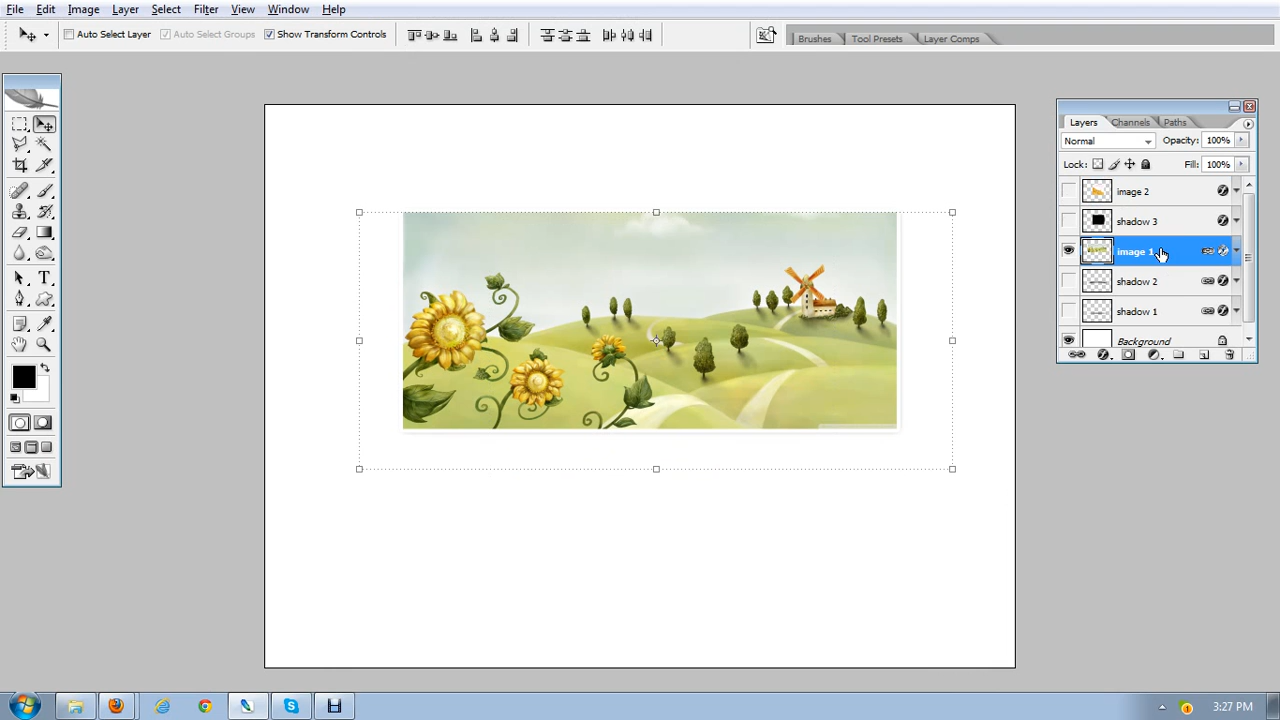 File Edit Image Layer Select Filter View Window Help
Auto Select Layer Auto Select Groups Show Transform Controls Brushes Tool Presets Layer Comps
Layers Channels Paths
Normal Opacity: 100%
Lock: Fill: 100%
image 2
shadow 3
image 1
shadow 2
shadow 1
Background
T
3:27 PM